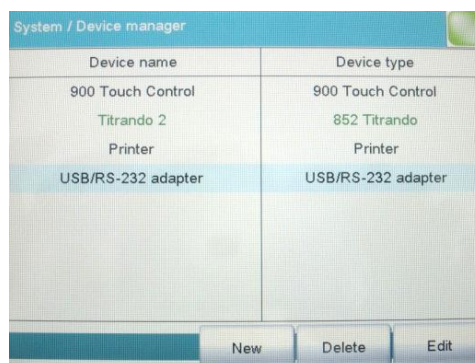 System / Device manager
Device name Device type
900 Touch Control 900 Touch Control
Titrando 2 852 Titrando
Printer Printer
USB/RS-232 adapter USB/RS-232 adapter
New Delete Edit